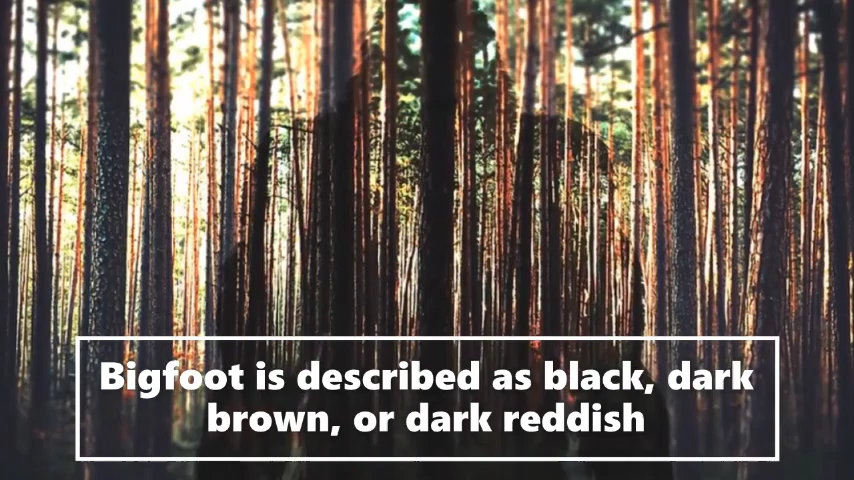 Bigfoot is described as black, dark
brown, or dark reddish